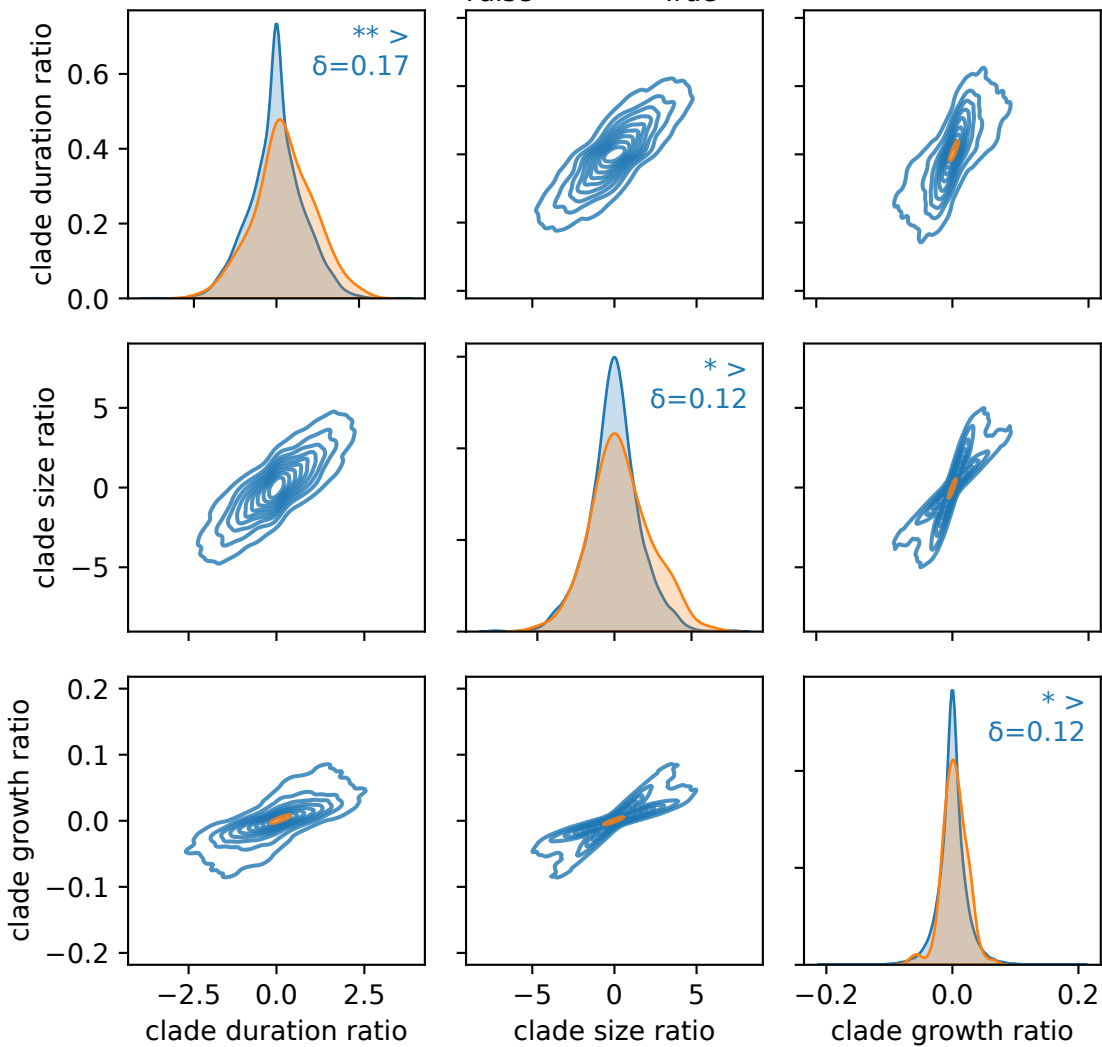 ** >
δ=0.17
clade duration ratio
0.6
0.4
0.2
0.0
* >
δ=0.12
clade size ratio
5
0
−5
* >
δ=0.12
clade growth ratio
0.2
0.1
0.0
−0.1
−0.2
−2.5 0.0 2.5
−5 0 5
−0.2 0.0 0.2
clade duration ratio
clade size ratio
clade growth ratio